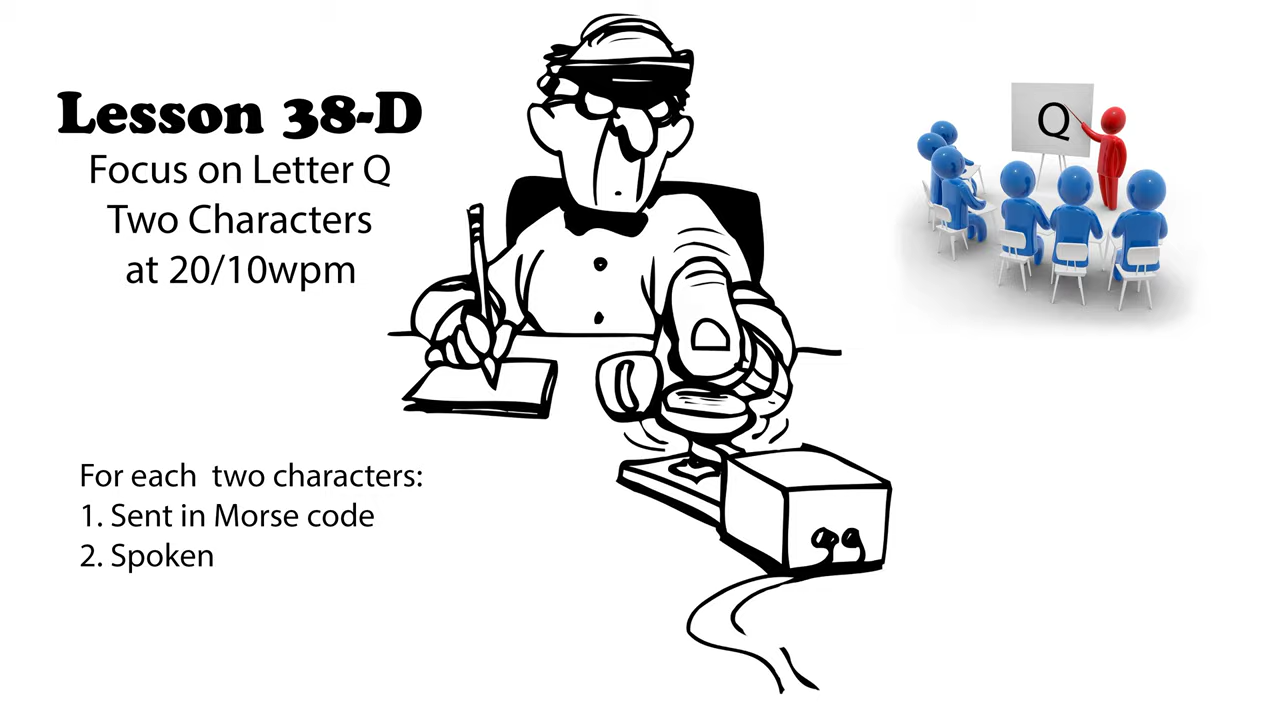 Lesson 38-D
Focus on Letter Q
Two Characters
at 20/10wpm
Q
For each two characters:
1. Sent in Morse code
2. Spoken